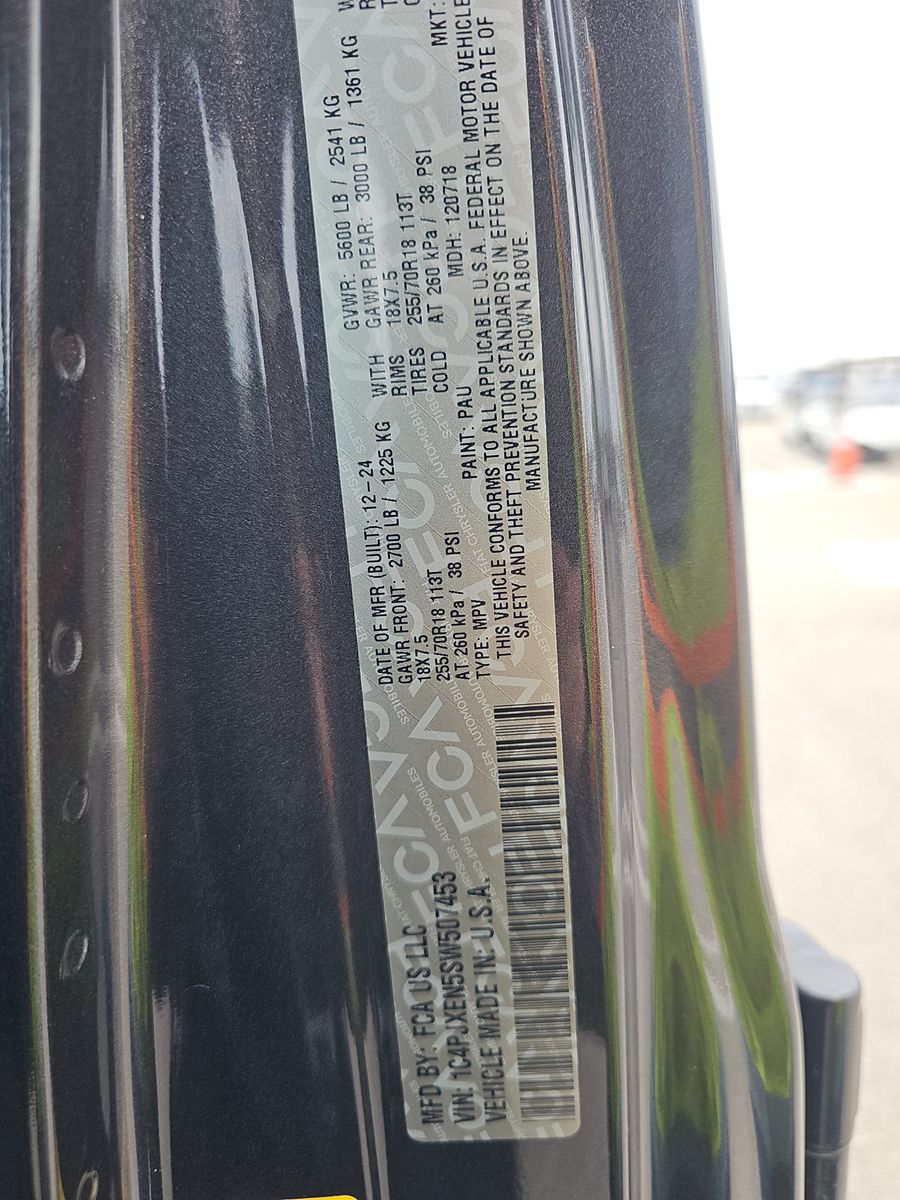 MFD BY: FCA US LLC
VIN: 1C4PJXEN5SW507453
VEHICLE MADE IN: U.S.A.
DATE OF MFR (BUILT): 12-24 GVWR: 5600 LB / 2541 KG
GAWR FRONT: 2700 LB / 1225 KG WITH GAWR REAR: 3000 LB / 1361 KG
18X7.5 RIMS 18X7.5
255/70R18 113T TIRES 255/70R18 113T
AT 260 kPa / 38 PSI COLD AT 260 kPa / 38 PSI
TYPE: MPV PAINT: PAU MDH: 120718 MKT:
THIS VEHICLE CONFORMS TO ALL APPLICABLE U.S.A. FEDERAL MOTOR VEHICLE
SAFETY AND THEFT PREVENTION STANDARDS IN EFFECT ON THE DATE OF
MANUFACTURE SHOWN ABOVE.